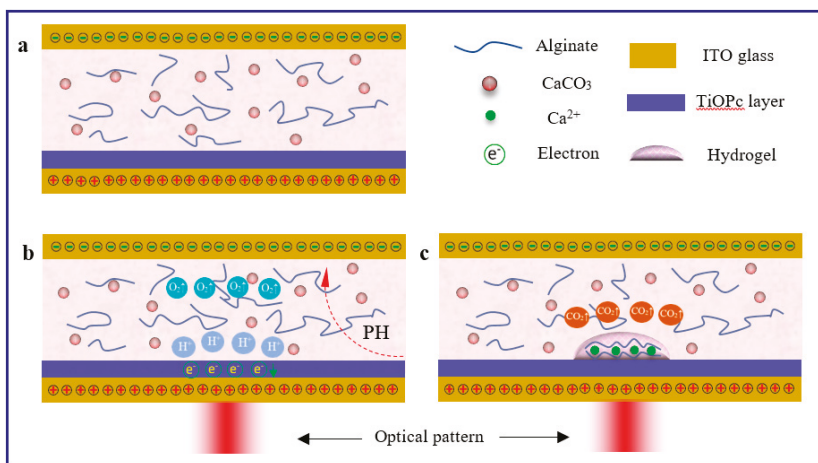 a
Alginate
CaCO₃
Ca²⁺
e⁻ Electron
ITO glass
TiOPc layer
Hydrogel
b
O₂↑ O₂↑ O₂↑ O₂↑
H⁺ H⁺ H⁺ H⁺
PH
e⁻ e⁻ e⁻ e⁻
c
CO₂↑ CO₂↑ CO₂↑ CO₂↑
Optical pattern